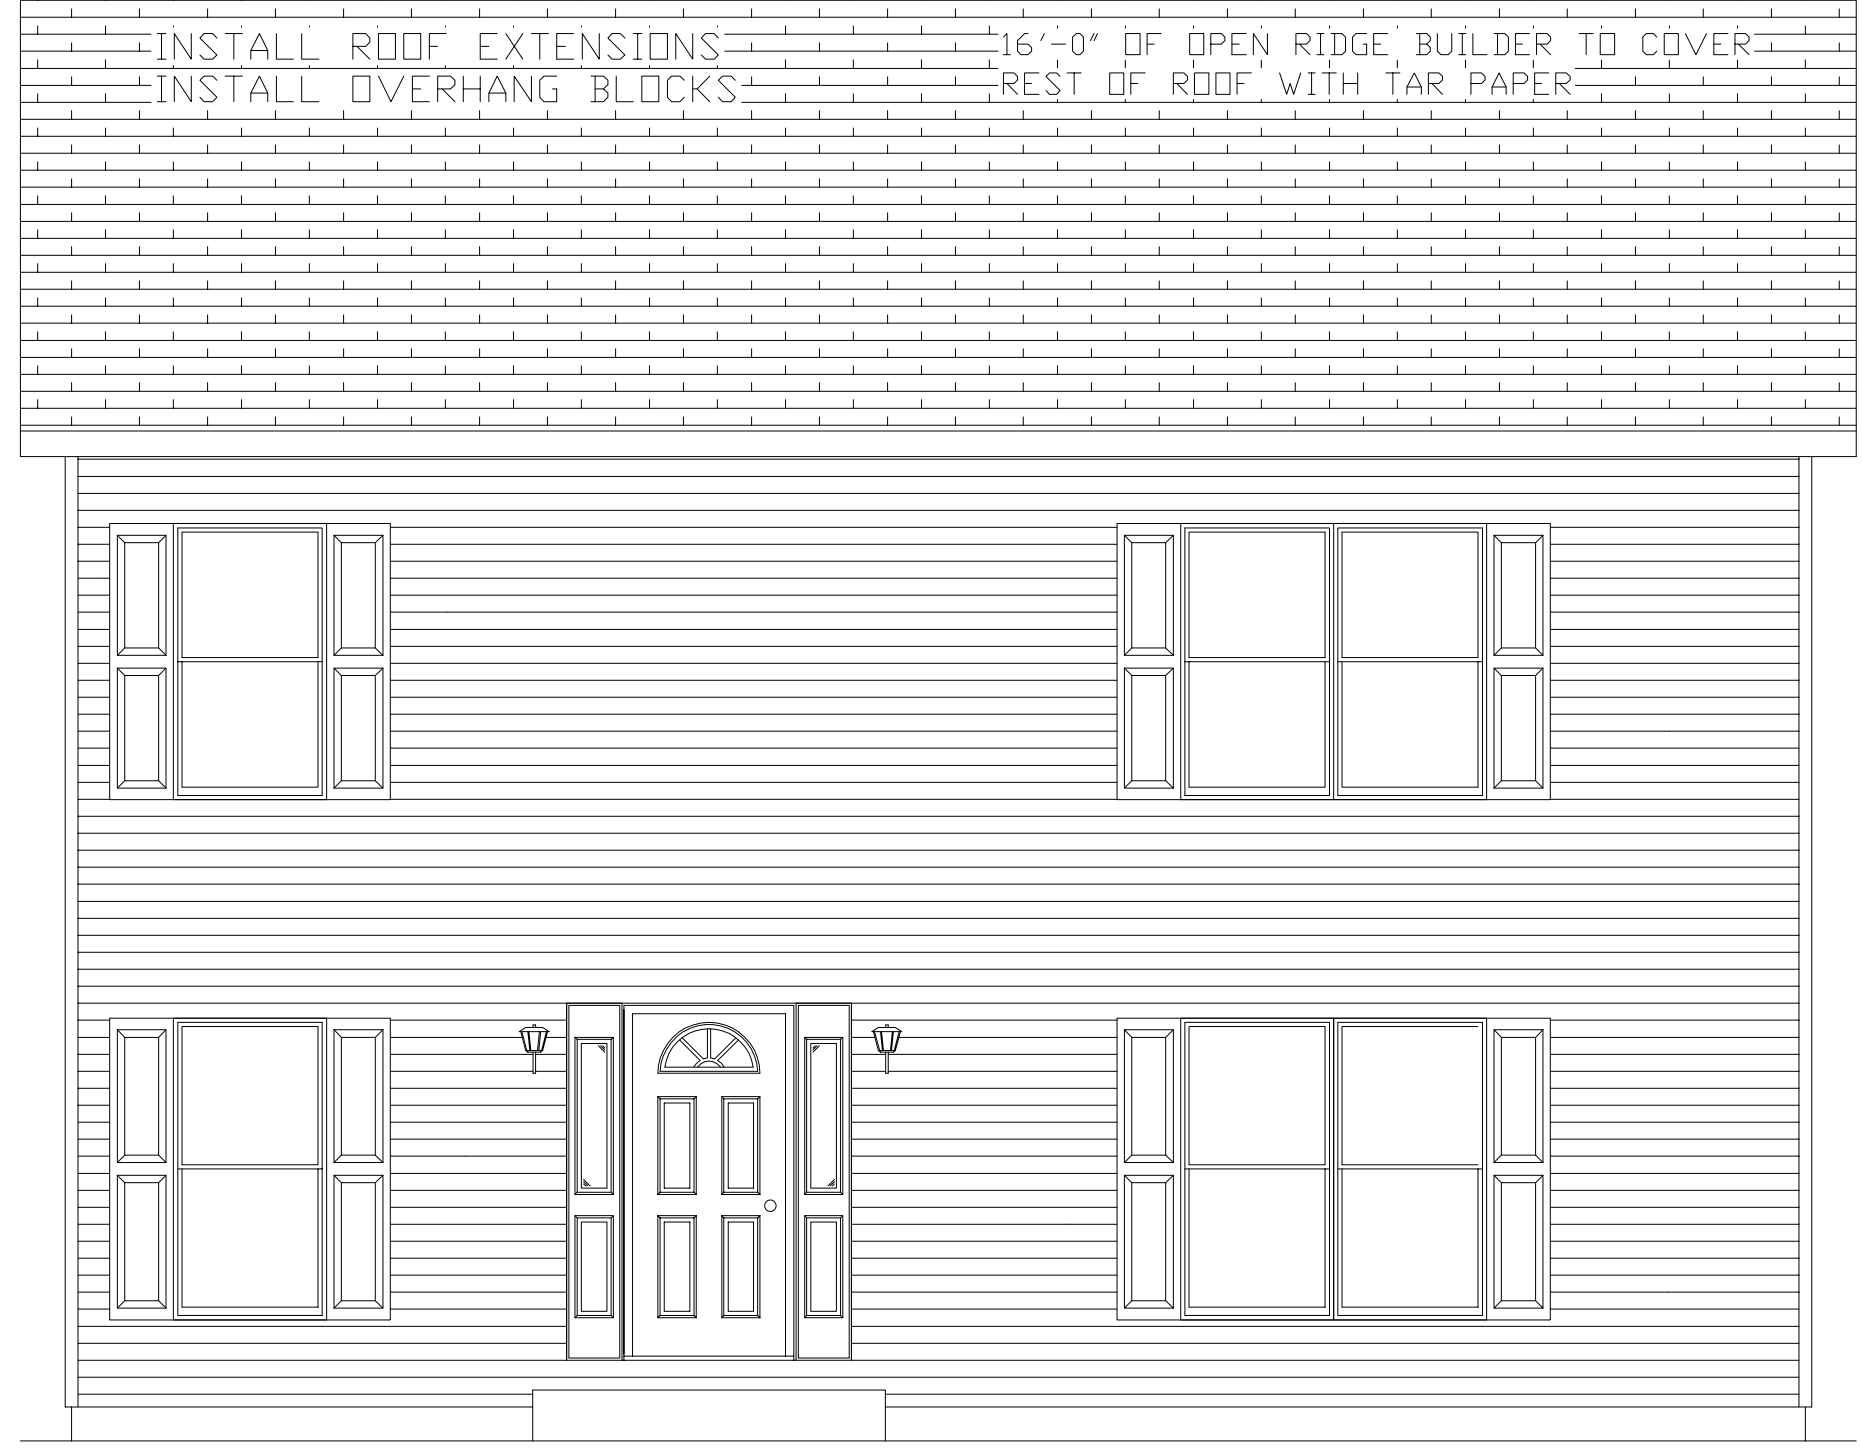 INSTALL ROOF EXTENSIONS
INSTALL OVERHANG BLOCKS
16'-0" OF OPEN RIDGE BUILDER TO COVER
REST OF ROOF WITH TAR PAPER